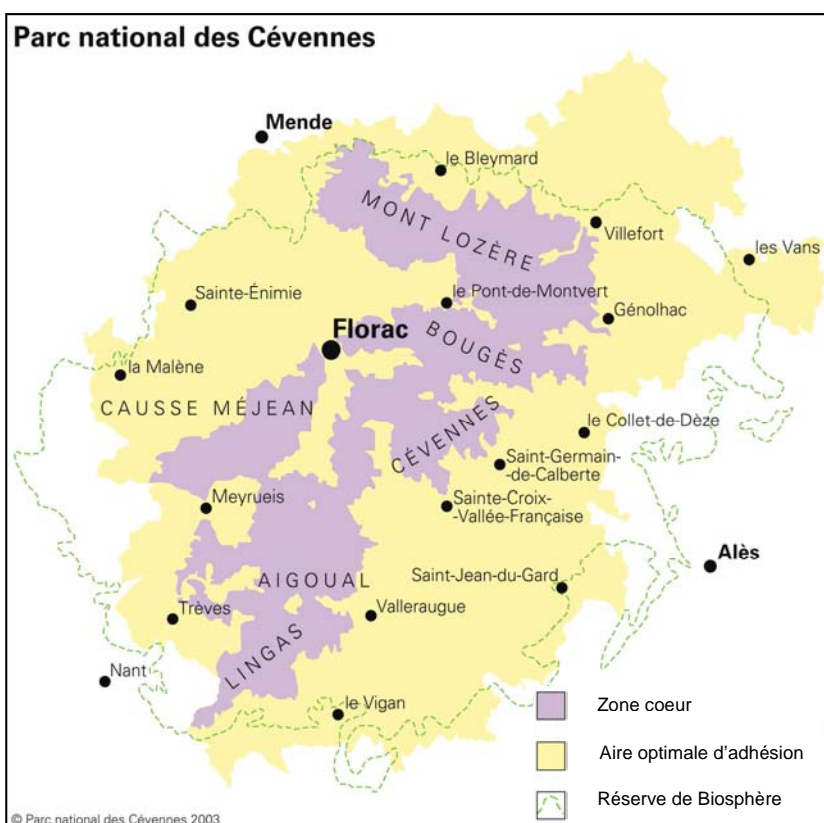 Parc national des Cévennes
Mende
le Bleymard
MONT LOZÈRE
Villefort
les Vans
Sainte-Énimie
le Pont-de-Montvert
Génolhac
Florac
BOUGÈS
la Malène
CAUSSE MÉJEAN
CÉVENNES
le Collet-de-Dèze
Saint-Germain-
-de-Calberte
Meyrueis
Sainte-Croix-
-Vallée-Française
Alès
AIGOUAL
Saint-Jean-du-Gard
Trèves
Valleraugue
LINGAS
Nant
le Vigan
Zone coeur
Aire optimale d'adhésion
Réserve de Biosphère
© Parc national des Cévennes 2003